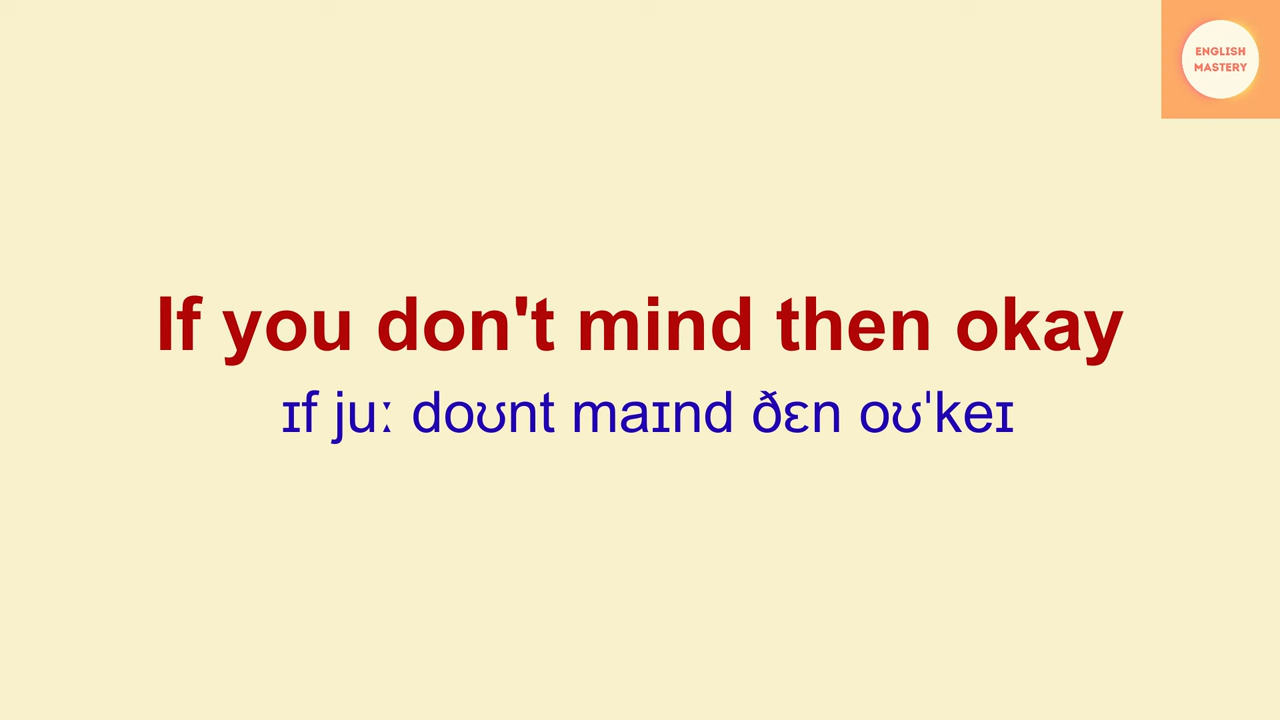 ENGLISH
MASTERY
If you don't mind then okay
ɪf juː doʊnt maɪnd ðɛn oʊˈkeɪ